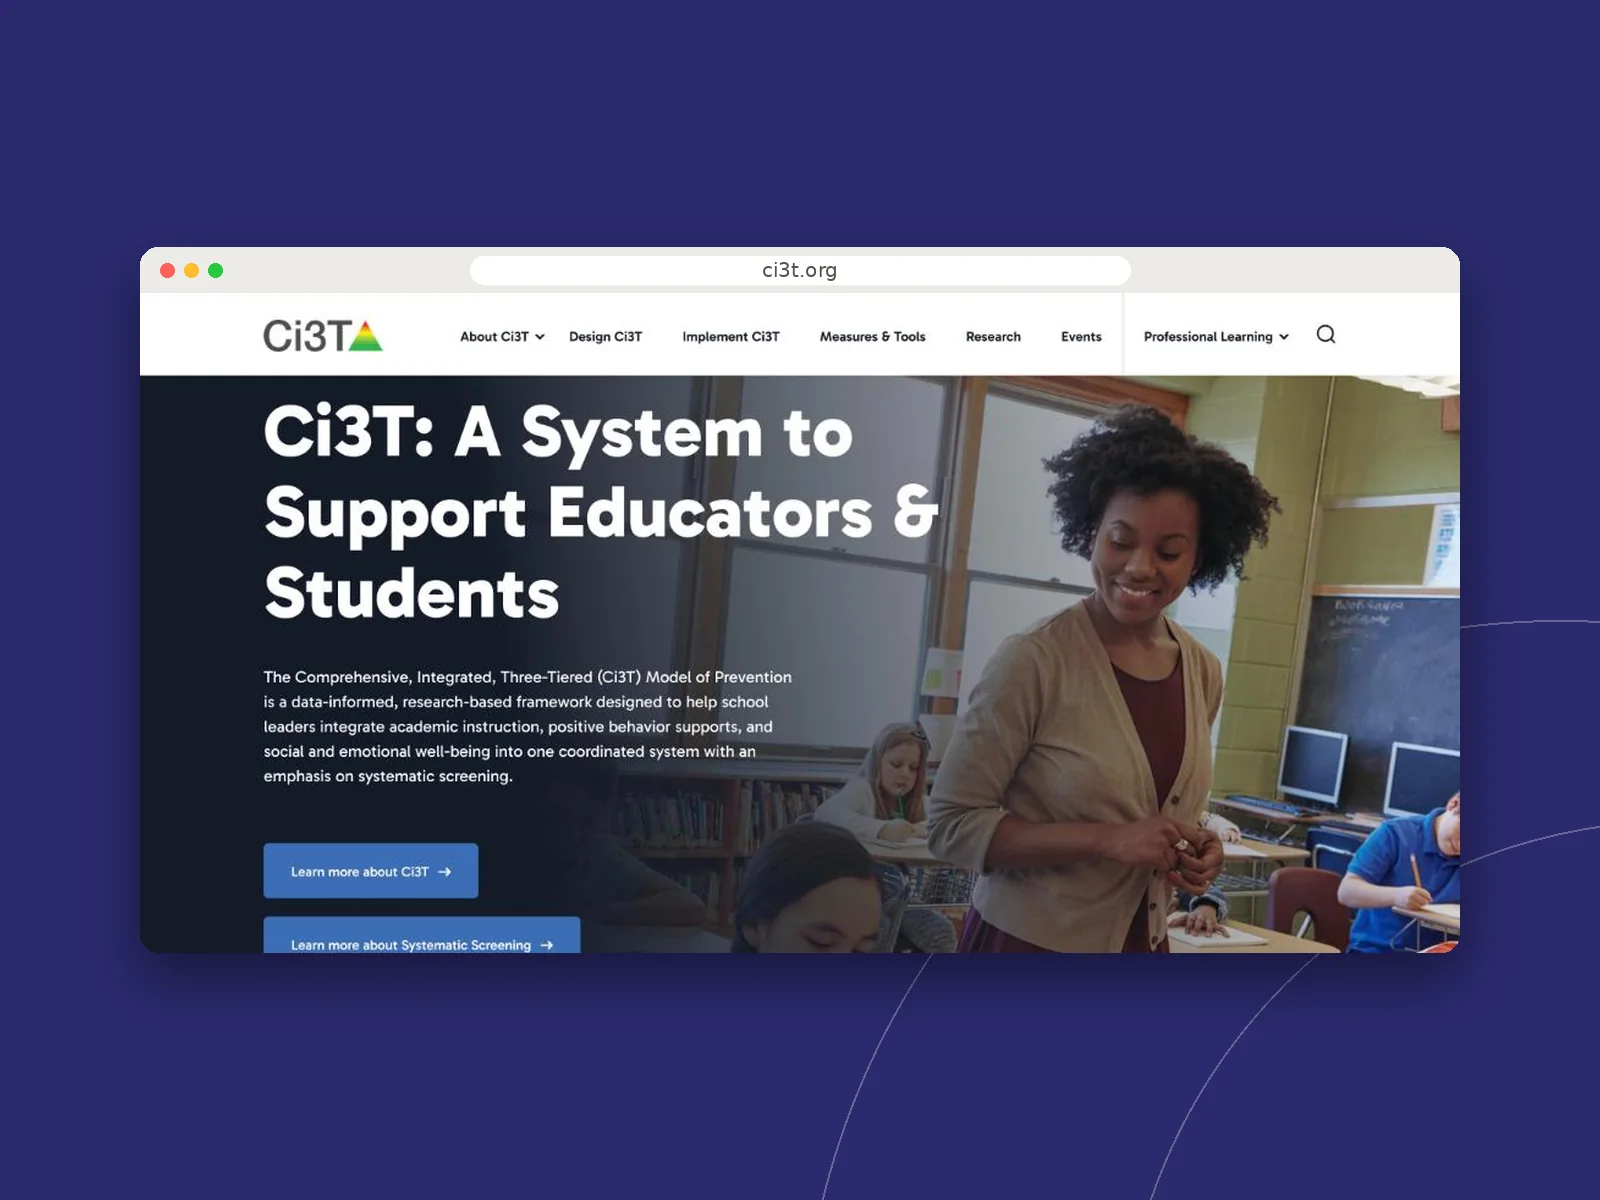 ci3t.org
Ci3T
About Ci3T
Design Ci3T
Implement Ci3T
Measures & Tools
Research
Events
Professional Learning
Ci3T: A System to
Support Educators &
Students
The Comprehensive, Integrated, Three-Tiered (Ci3T) Model of Prevention
is a data-informed, research-based framework designed to help school
leaders integrate academic instruction, positive behavior supports, and
social and emotional well-being into one coordinated system with an
emphasis on systematic screening.
Learn more about Ci3T →
Learn more about Systematic Screening →